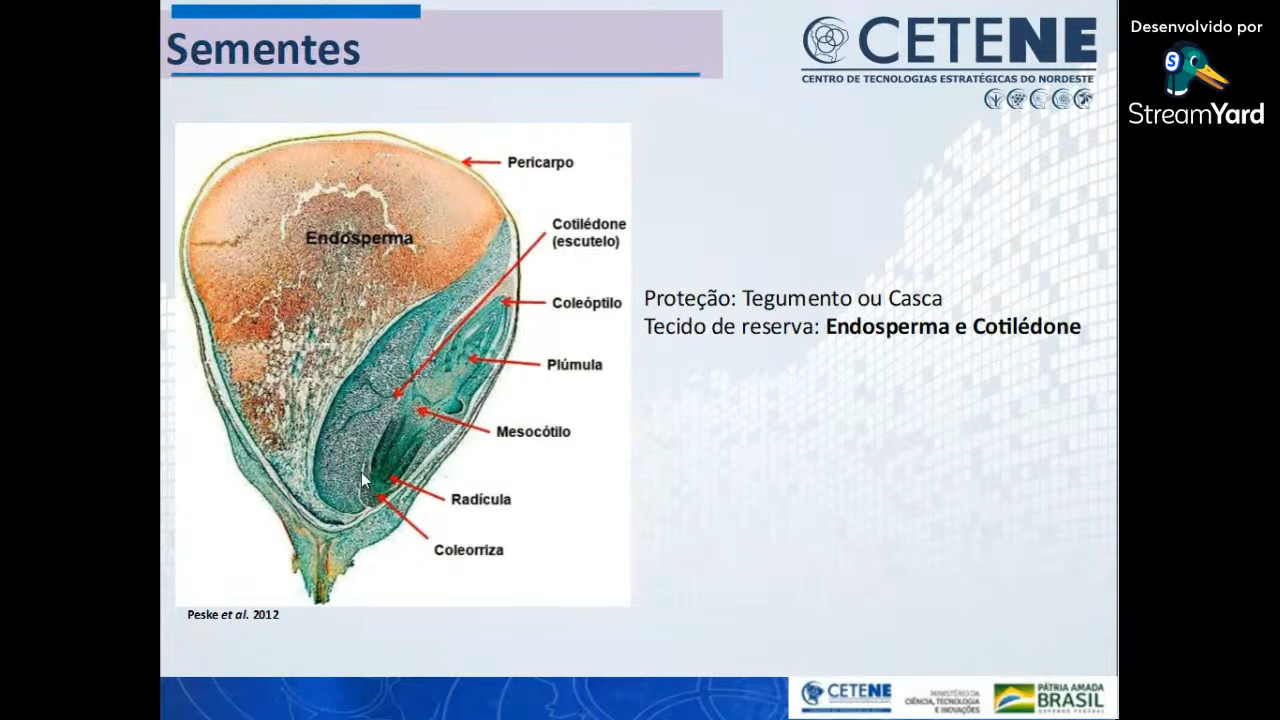 Sementes
CETENE
CENTRO DE TECNOLOGIAS ESTRATÉGICAS DO NORDESTE
Desenvolvido por
StreamYard
Pericarpo
Cotilédone
(escutelo)
Endosperma
Coleóptilo
Plúmula
Mesocótilo
Radícula
Coleorriza
Proteção: Tegumento ou Casca
Tecido de reserva: Endosperma e Cotilédone
Peske et al. 2012
CETENE
MINISTÉRIO DA
CIÊNCIA, TECNOLOGIA
E INOVAÇÕES
PÁTRIA AMADA
BRASIL
GOVERNO FEDERAL